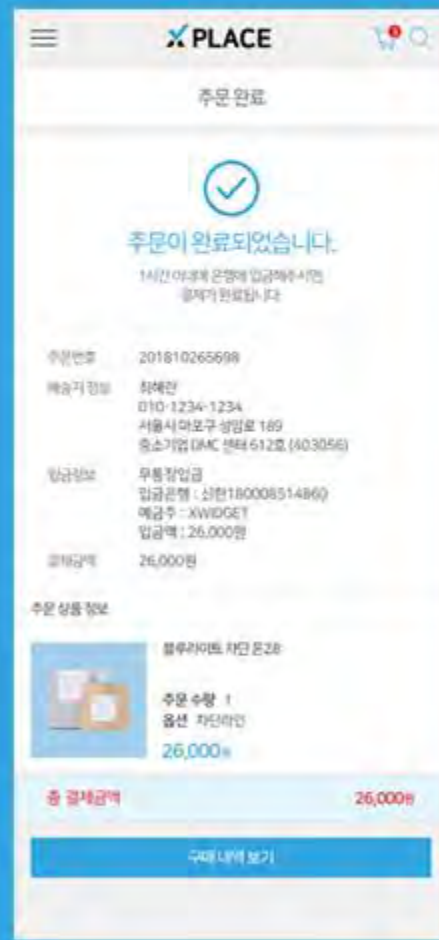 X PLACE
주문 완료
주문이 완료되었습니다.
1시간 이내에 은행에 입금해주시면,
결제가 완료됩니다
주문번호 201810265698
배송지 정보 최혜진
010-1234-1234
서울시 마포구 성암로 189
중소기업 DMC 센터 612호 (403056)
입금정보 무통장입금
입금은행 : 신한180008514860
예금주 : XWIDGET
입금액 : 26,000원
결제금액 26,000원
주문 상품 정보
블루라이트 차단
주문 수량 1
옵션 차단라인
26,000원
총 결제금액 26,000원
구매 내역 보기